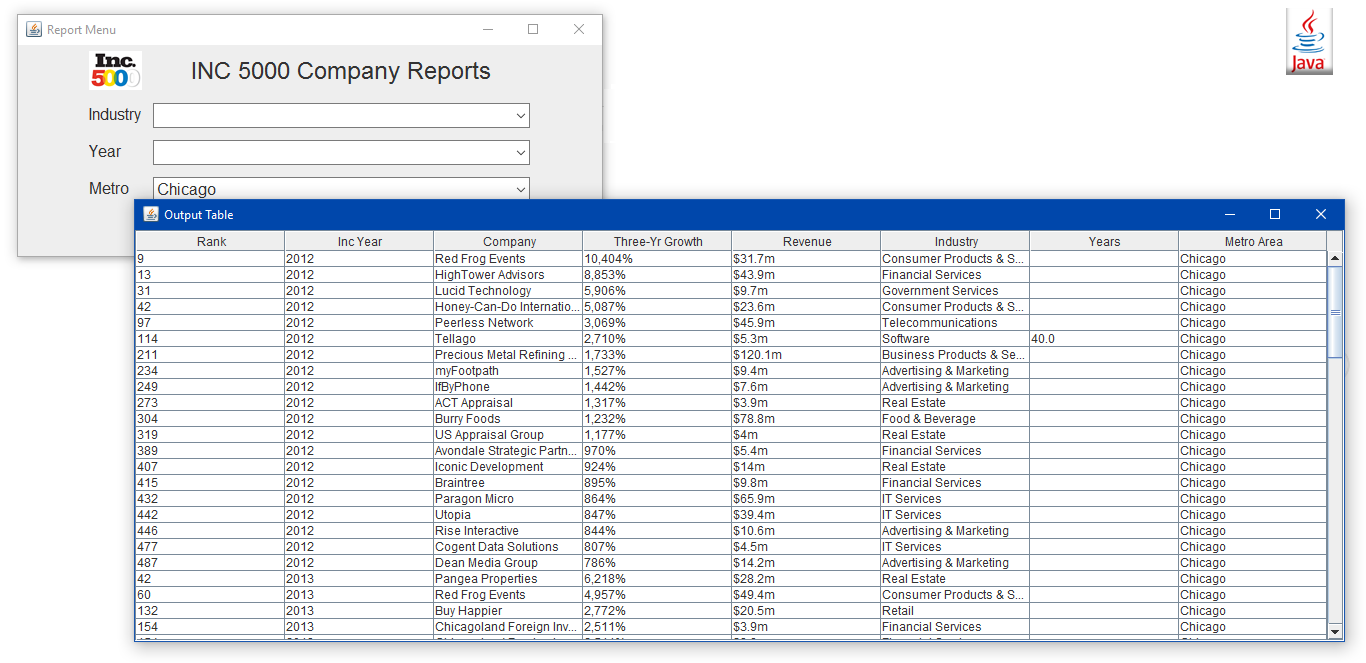 Report Menu
Inc.
5000
INC 5000 Company Reports
Industry
Year
Metro Chicago
Java
Output Table
Rank Inc Year Company Three-Yr Growth Revenue Industry Years Metro Area
9 2012 Red Frog Events 10,404% $31.7m Consumer Products & S... Chicago
13 2012 HighTower Advisors 8,853% $43.9m Financial Services Chicago
31 2012 Lucid Technology 5,906% $9.7m Government Services Chicago
42 2012 Honey-Can-Do Internatio... 5,087% $23.6m Consumer Products & S... Chicago
97 2012 Peerless Network 3,069% $45.9m Telecommunications Chicago
114 2012 Tellago 2,710% $5.3m Software 40.0 Chicago
211 2012 Precious Metal Refining ... 1,733% $120.1m Business Products & Se... Chicago
234 2012 myFootpath 1,527% $9.4m Advertising & Marketing Chicago
249 2012 IfByPhone 1,442% $7.6m Advertising & Marketing Chicago
273 2012 ACT Appraisal 1,317% $3.9m Real Estate Chicago
304 2012 Burry Foods 1,232% $78.8m Food & Beverage Chicago
319 2012 US Appraisal Group 1,177% $4m Real Estate Chicago
389 2012 Avondale Strategic Partn... 970% $5.4m Financial Services Chicago
407 2012 Iconic Development 924% $14m Real Estate Chicago
415 2012 Braintree 895% $9.8m Financial Services Chicago
432 2012 Paragon Micro 864% $65.9m IT Services Chicago
442 2012 Utopia 847% $39.4m IT Services Chicago
446 2012 Rise Interactive 844% $10.6m Advertising & Marketing Chicago
477 2012 Cogent Data Solutions 807% $4.5m IT Services Chicago
487 2012 Dean Media Group 786% $14.2m Advertising & Marketing Chicago
42 2013 Pangea Properties 6,218% $28.2m Real Estate Chicago
60 2013 Red Frog Events 4,957% $49.4m Consumer Products & S... Chicago
132 2013 Buy Happier 2,772% $20.5m Retail Chicago
154 2013 Chicagoland Foreign Inv... 2,511% $3.9m Financial Services Chicago